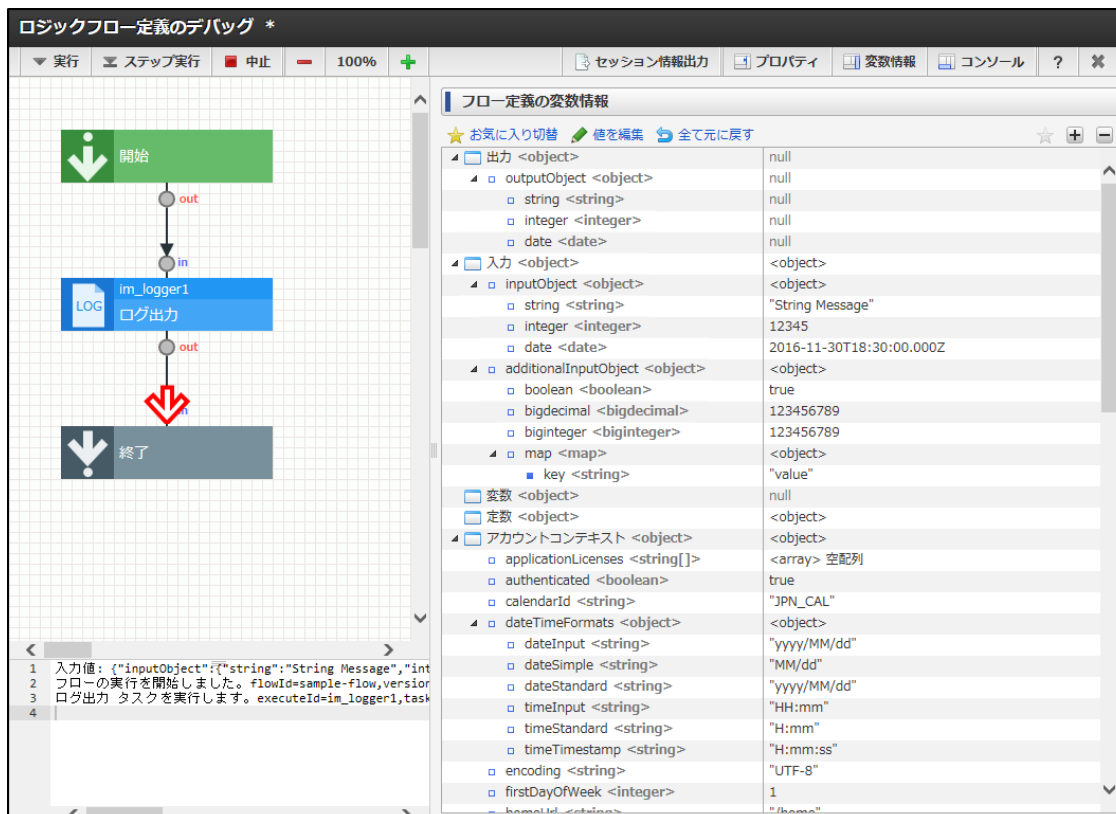 ロジックフロー定義のデバッグ *
実行 ステップ実行 中止 100% セッション情報出力 プロパティ 変数情報 コンソール ?
開始
out
in
im_logger1
LOG
ログ出力
out
n
終了
1 入力値: {"inputObject":{"string":"String Message","int
2 フローの実行を開始しました。flowId=sample-flow,version
3 ログ出力 タスクを実行します。executeId=im_logger1,task
4
フロー定義の変数情報
お気に入り切替 値を編集 全て元に戻す
出力 <object> null
outputObject <object> null
string <string> null
integer <integer> null
date <date> null
入力 <object> <object>
inputObject <object> <object>
string <string> "String Message"
integer <integer> 12345
date <date> 2016-11-30T18:30:00.000Z
additionalInputObject <object> <object>
boolean <boolean> true
bigdecimal <bigdecimal> 123456789
biginteger <biginteger> 123456789
map <map> <object>
key <string> "value"
変数 <object> null
定数 <object> <object>
アカウントコンテキスト <object> <object>
applicationLicenses <string[]> <array> 空配列
authenticated <boolean> true
calendarId <string> "JPN_CAL"
dateTimeFormats <object> <object>
dateInput <string> "yyyy/MM/dd"
dateSimple <string> "MM/dd"
dateStandard <string> "yyyy/MM/dd"
timeInput <string> "HH:mm"
timeStandard <string> "H:mm"
timeTimestamp <string> "H:mm:ss"
encoding <string> "UTF-8"
firstDayOfWeek <integer> 1
homeUrl <string> "/home"